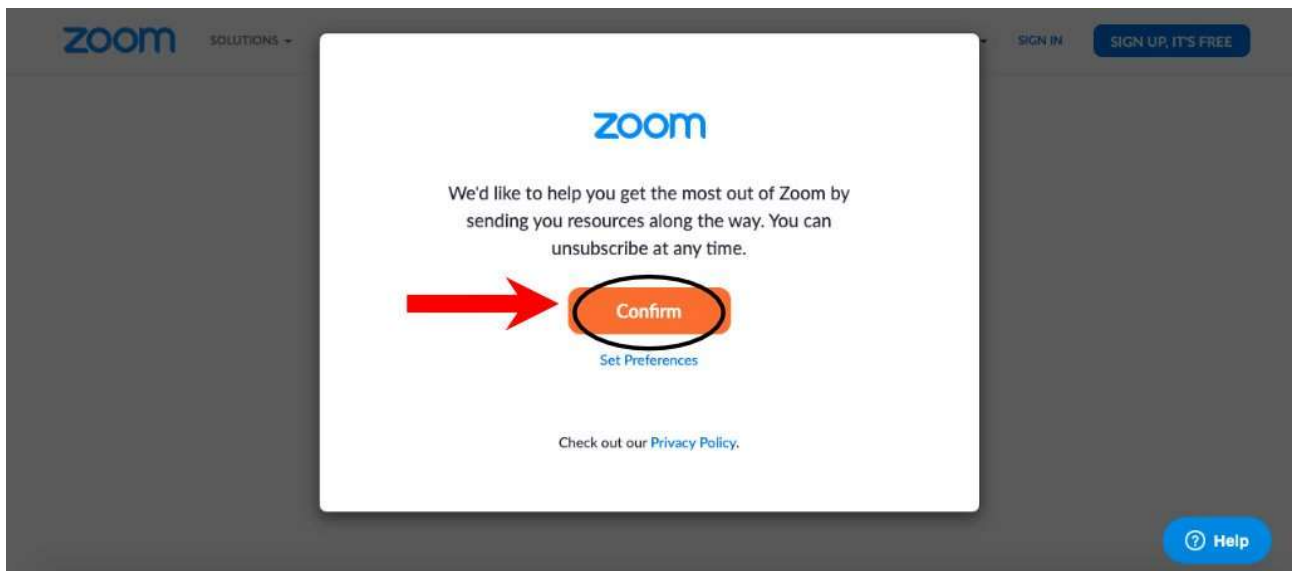 zoom
SOLUTIONS
SIGN IN
SIGN UP, IT'S FREE
zoom
We'd like to help you get the most out of Zoom by
sending you resources along the way. You can
unsubscribe at any time.
Confirm
Set Preferences
Check out our Privacy Policy.
? Help